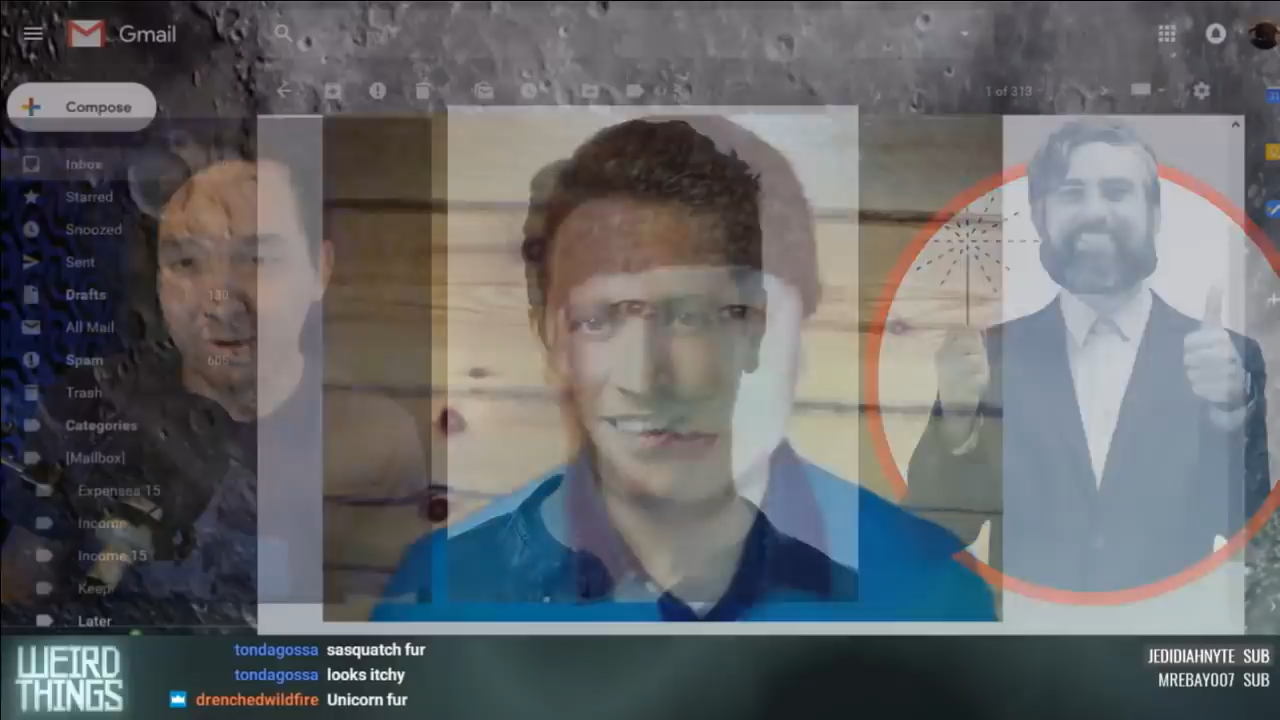 Gmail
1 of 313
Compose
Inbox
Starred
Snoozed
Sent
Drafts 130
All Mail
Spam
Trash
Categories
[Mailbox]
Expenses 15
Income
Income 15
Keep
Later
WEIRD
THINGS
tondagossa sasquatch fur
tondagossa looks itchy
drenchedwildfire Unicorn fur
JEDIDIAHNYTE SUB
MREBAY007 SUB